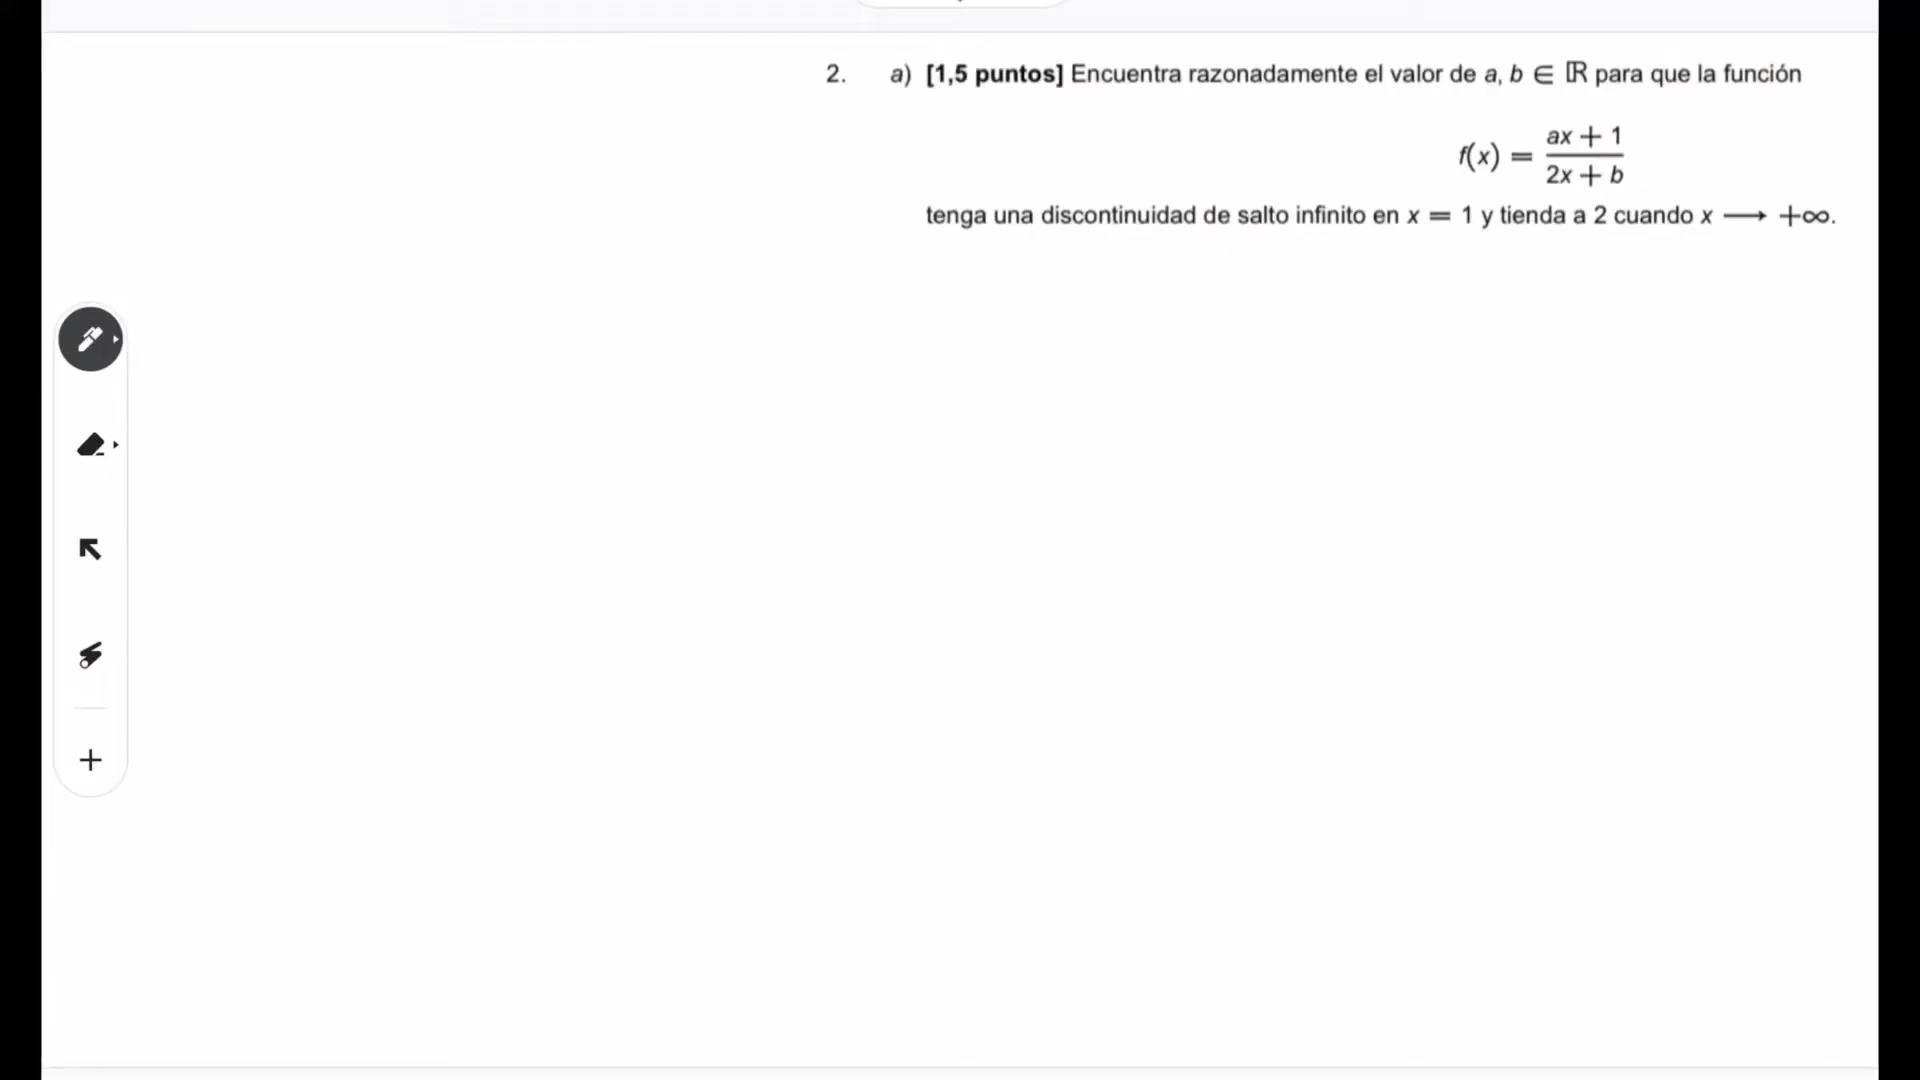 2. a) [1,5 puntos] Encuentra razonadamente el valor de a, b ∈ ℝ para que la función
f(x) = \frac{ax + 1}{2x + b}
tenga una discontinuidad de salto infinito en x = 1 y tienda a 2 cuando x ⟶ +∞.